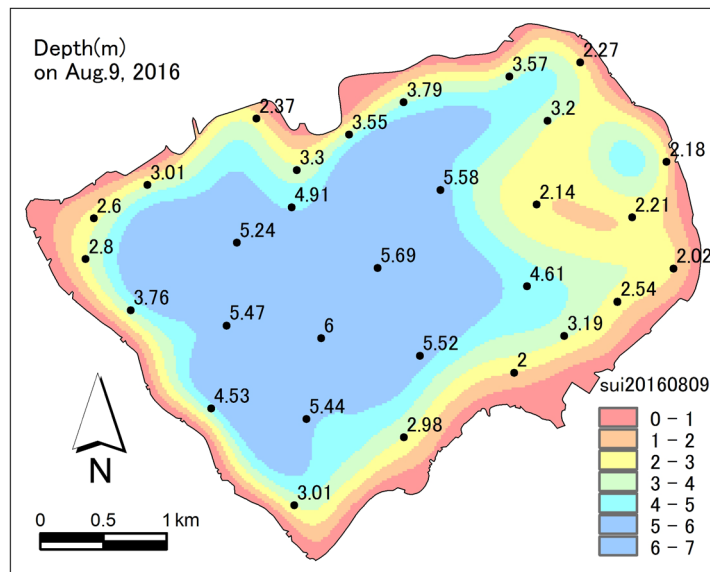 Depth(m)
on Aug.9, 2016
2.27
3.57
3.79
2.37
3.2
3.55
2.18
3.3
3.01
5.58
2.14
4.91
2.6
2.21
5.24
2.8
5.69
2.02
4.61
2.54
3.76
5.47
6
3.19
5.52
2
sui20160809
4.53
5.44
2.98
3.01
N
0 0.5 1 km
0 - 1
1 - 2
2 - 3
3 - 4
4 - 5
5 - 6
6 - 7